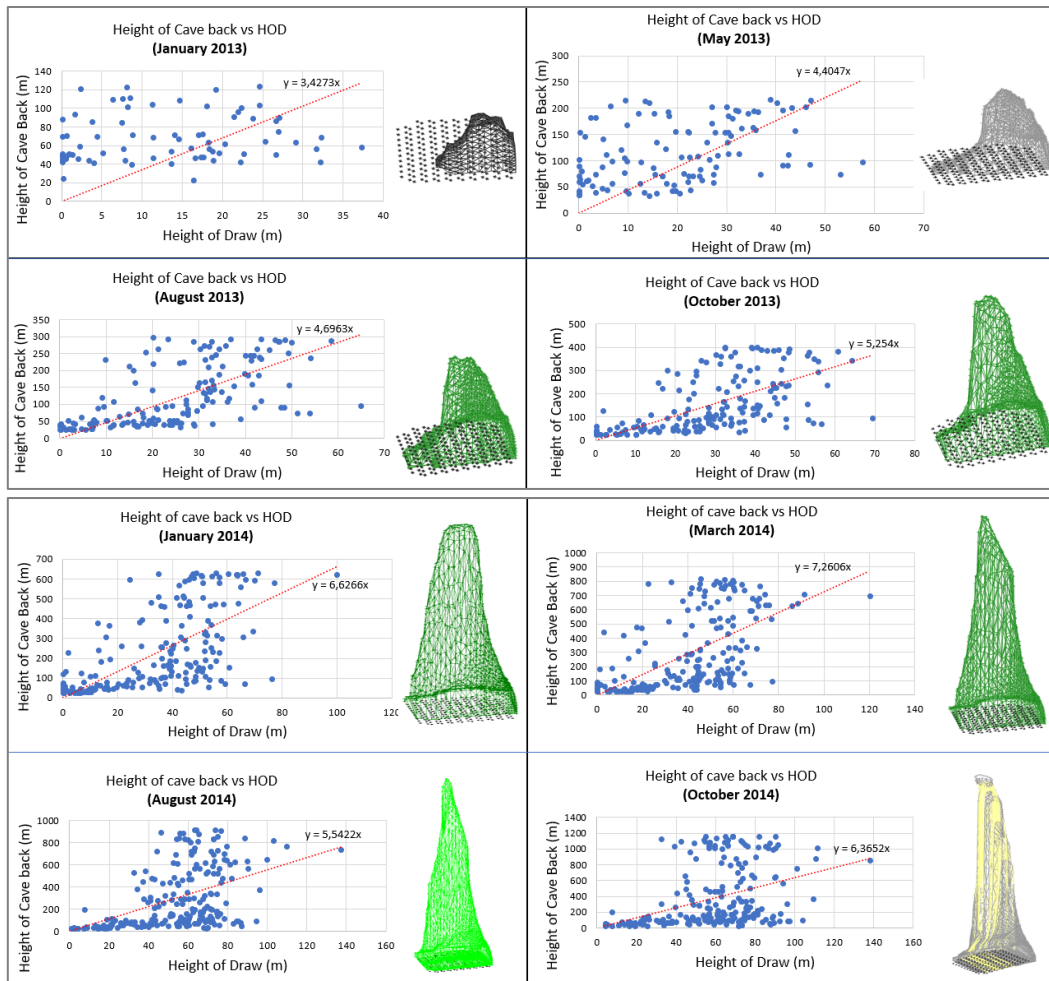 Height of Cave back vs HOD
(January 2013)
Height of Cave Back (m)
140
120
100
80
60
40
20
0
y = 3,4273x
0 5 10 15 20 25 30 35 40
Height of Draw (m)
Height of Cave back vs HOD
(May 2013)
Height of Cave Back (m)
300
250
200
150
100
50
0
y = 4,4047x
0 10 20 30 40 50 60 70
Height of Draw (m)
Height of Cave back vs HOD
(August 2013)
Height of Cave Back (m)
350
300
250
200
150
100
50
0
y = 4,6963x
0 10 20 30 40 50 60 70
Height of Draw (m)
Height of Cave back vs HOD
(October 2013)
Height of Cave Back (m)
500
400
300
200
100
0
y = 5,254x
0 10 20 30 40 50 60 70 80
Height of Draw (m)
Height of cave back vs HOD
(January 2014)
Height of Cave Back (m)
700
600
500
400
300
200
100
0
y = 6,6266x
0 20 40 60 80 100 120
Height of Draw (m)
Height of cave back vs HOD
(March 2014)
Height of Cave Back (m)
1000
900
800
700
600
500
400
300
200
100
0
y = 7,2606x
0 20 40 60 80 100 120 140
Height of Draw (m)
Height of cave back vs HOD
(August 2014)
Height of Cave Back (m)
1000
800
600
400
200
0
y = 5,5422x
0 20 40 60 80 100 120 140 160
Height of Draw (m)
Height of cave back vs HOD
(October 2014)
Height of Cave Back (m)
1400
1200
1000
800
600
400
200
0
y = 6,3652x
0 20 40 60 80 100 120 140 160
Height of Draw (m)